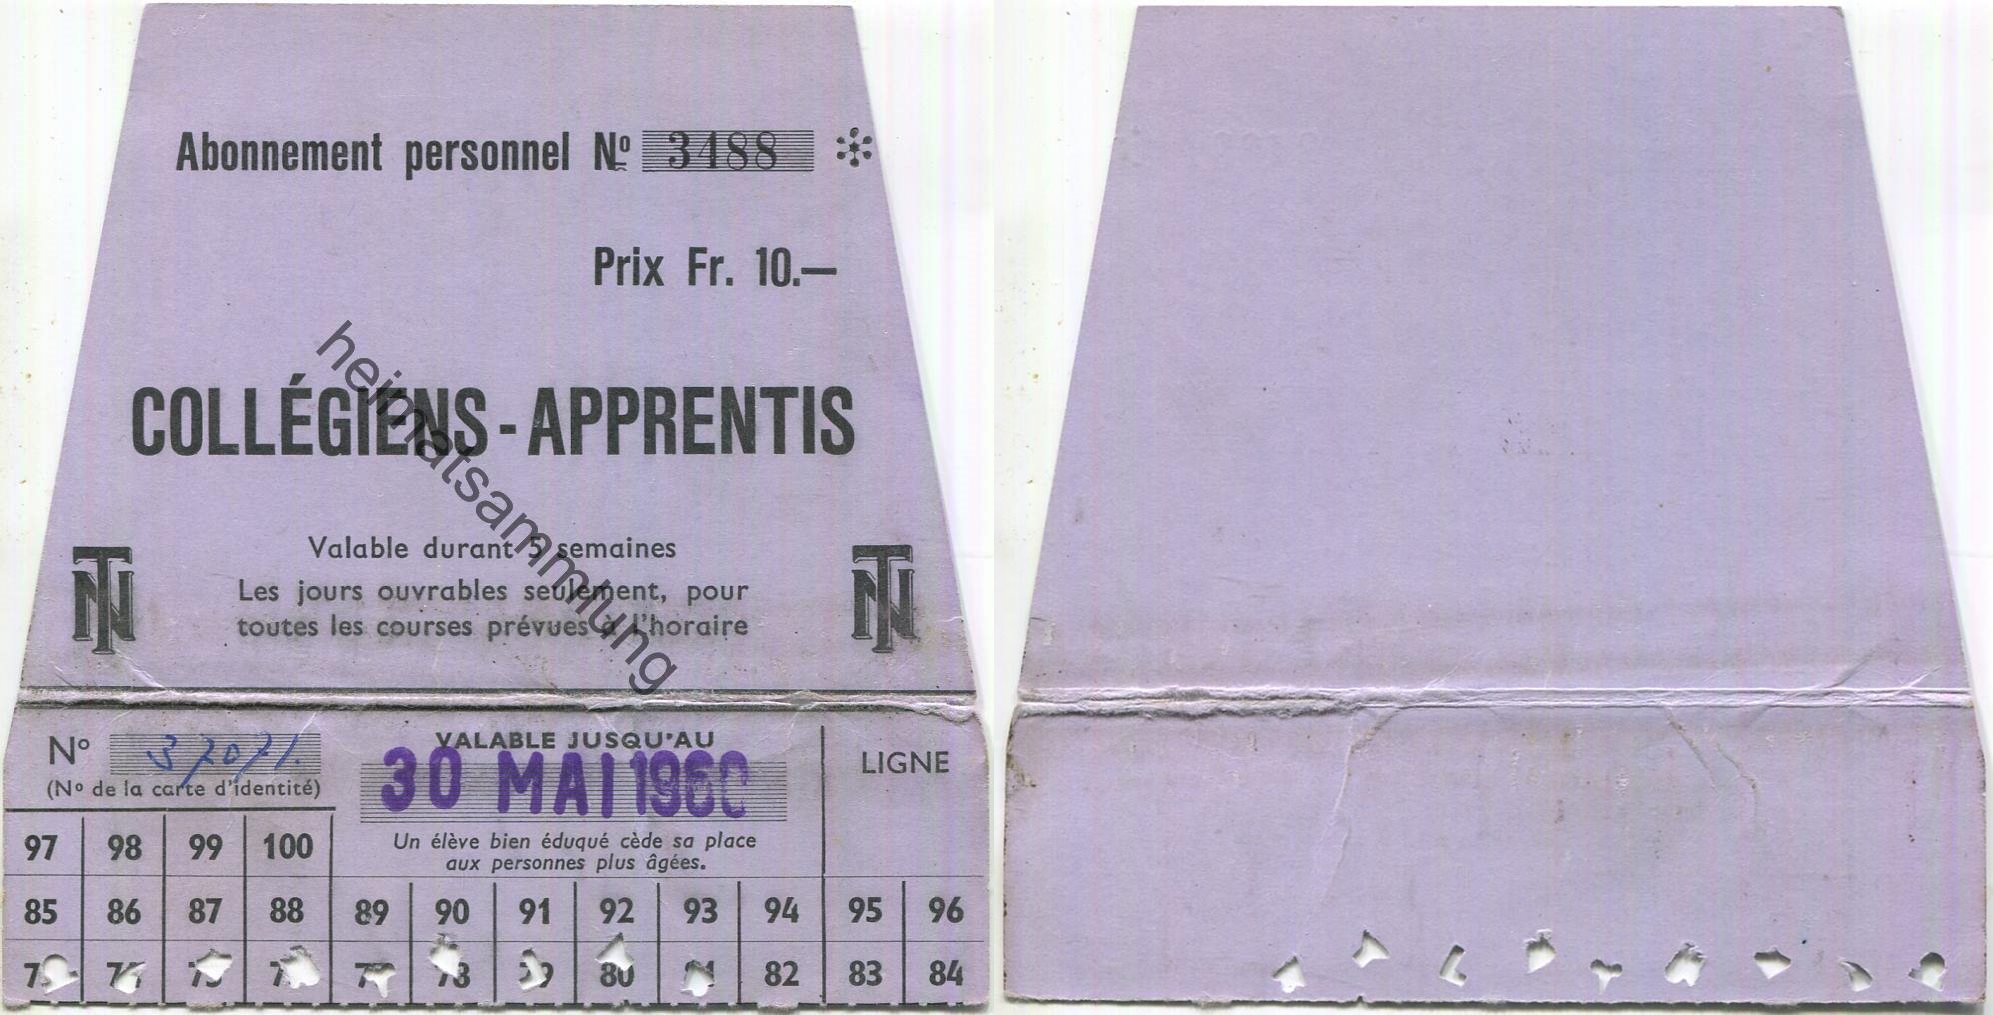 Abonnement personnel Nº 3488
Prix Fr. 10.—
COLLÉGIENS - APPRENTIS
Valable durant 5 semaines
Les jours ouvrables seulement, pour
toutes les courses prévues à l'horaire
TN TN
heimatsammlung
Nº 37071.
(Nº de la carte d'identité)
VALABLE JUSQU'AU
30 MAI 1960
LIGNE
Un élève bien éduqué cède sa place
aux personnes plus âgées.
97 98 99 100
85 86 87 88 89 90 91 92 93 94 95 96
78 79 80 82 83 84